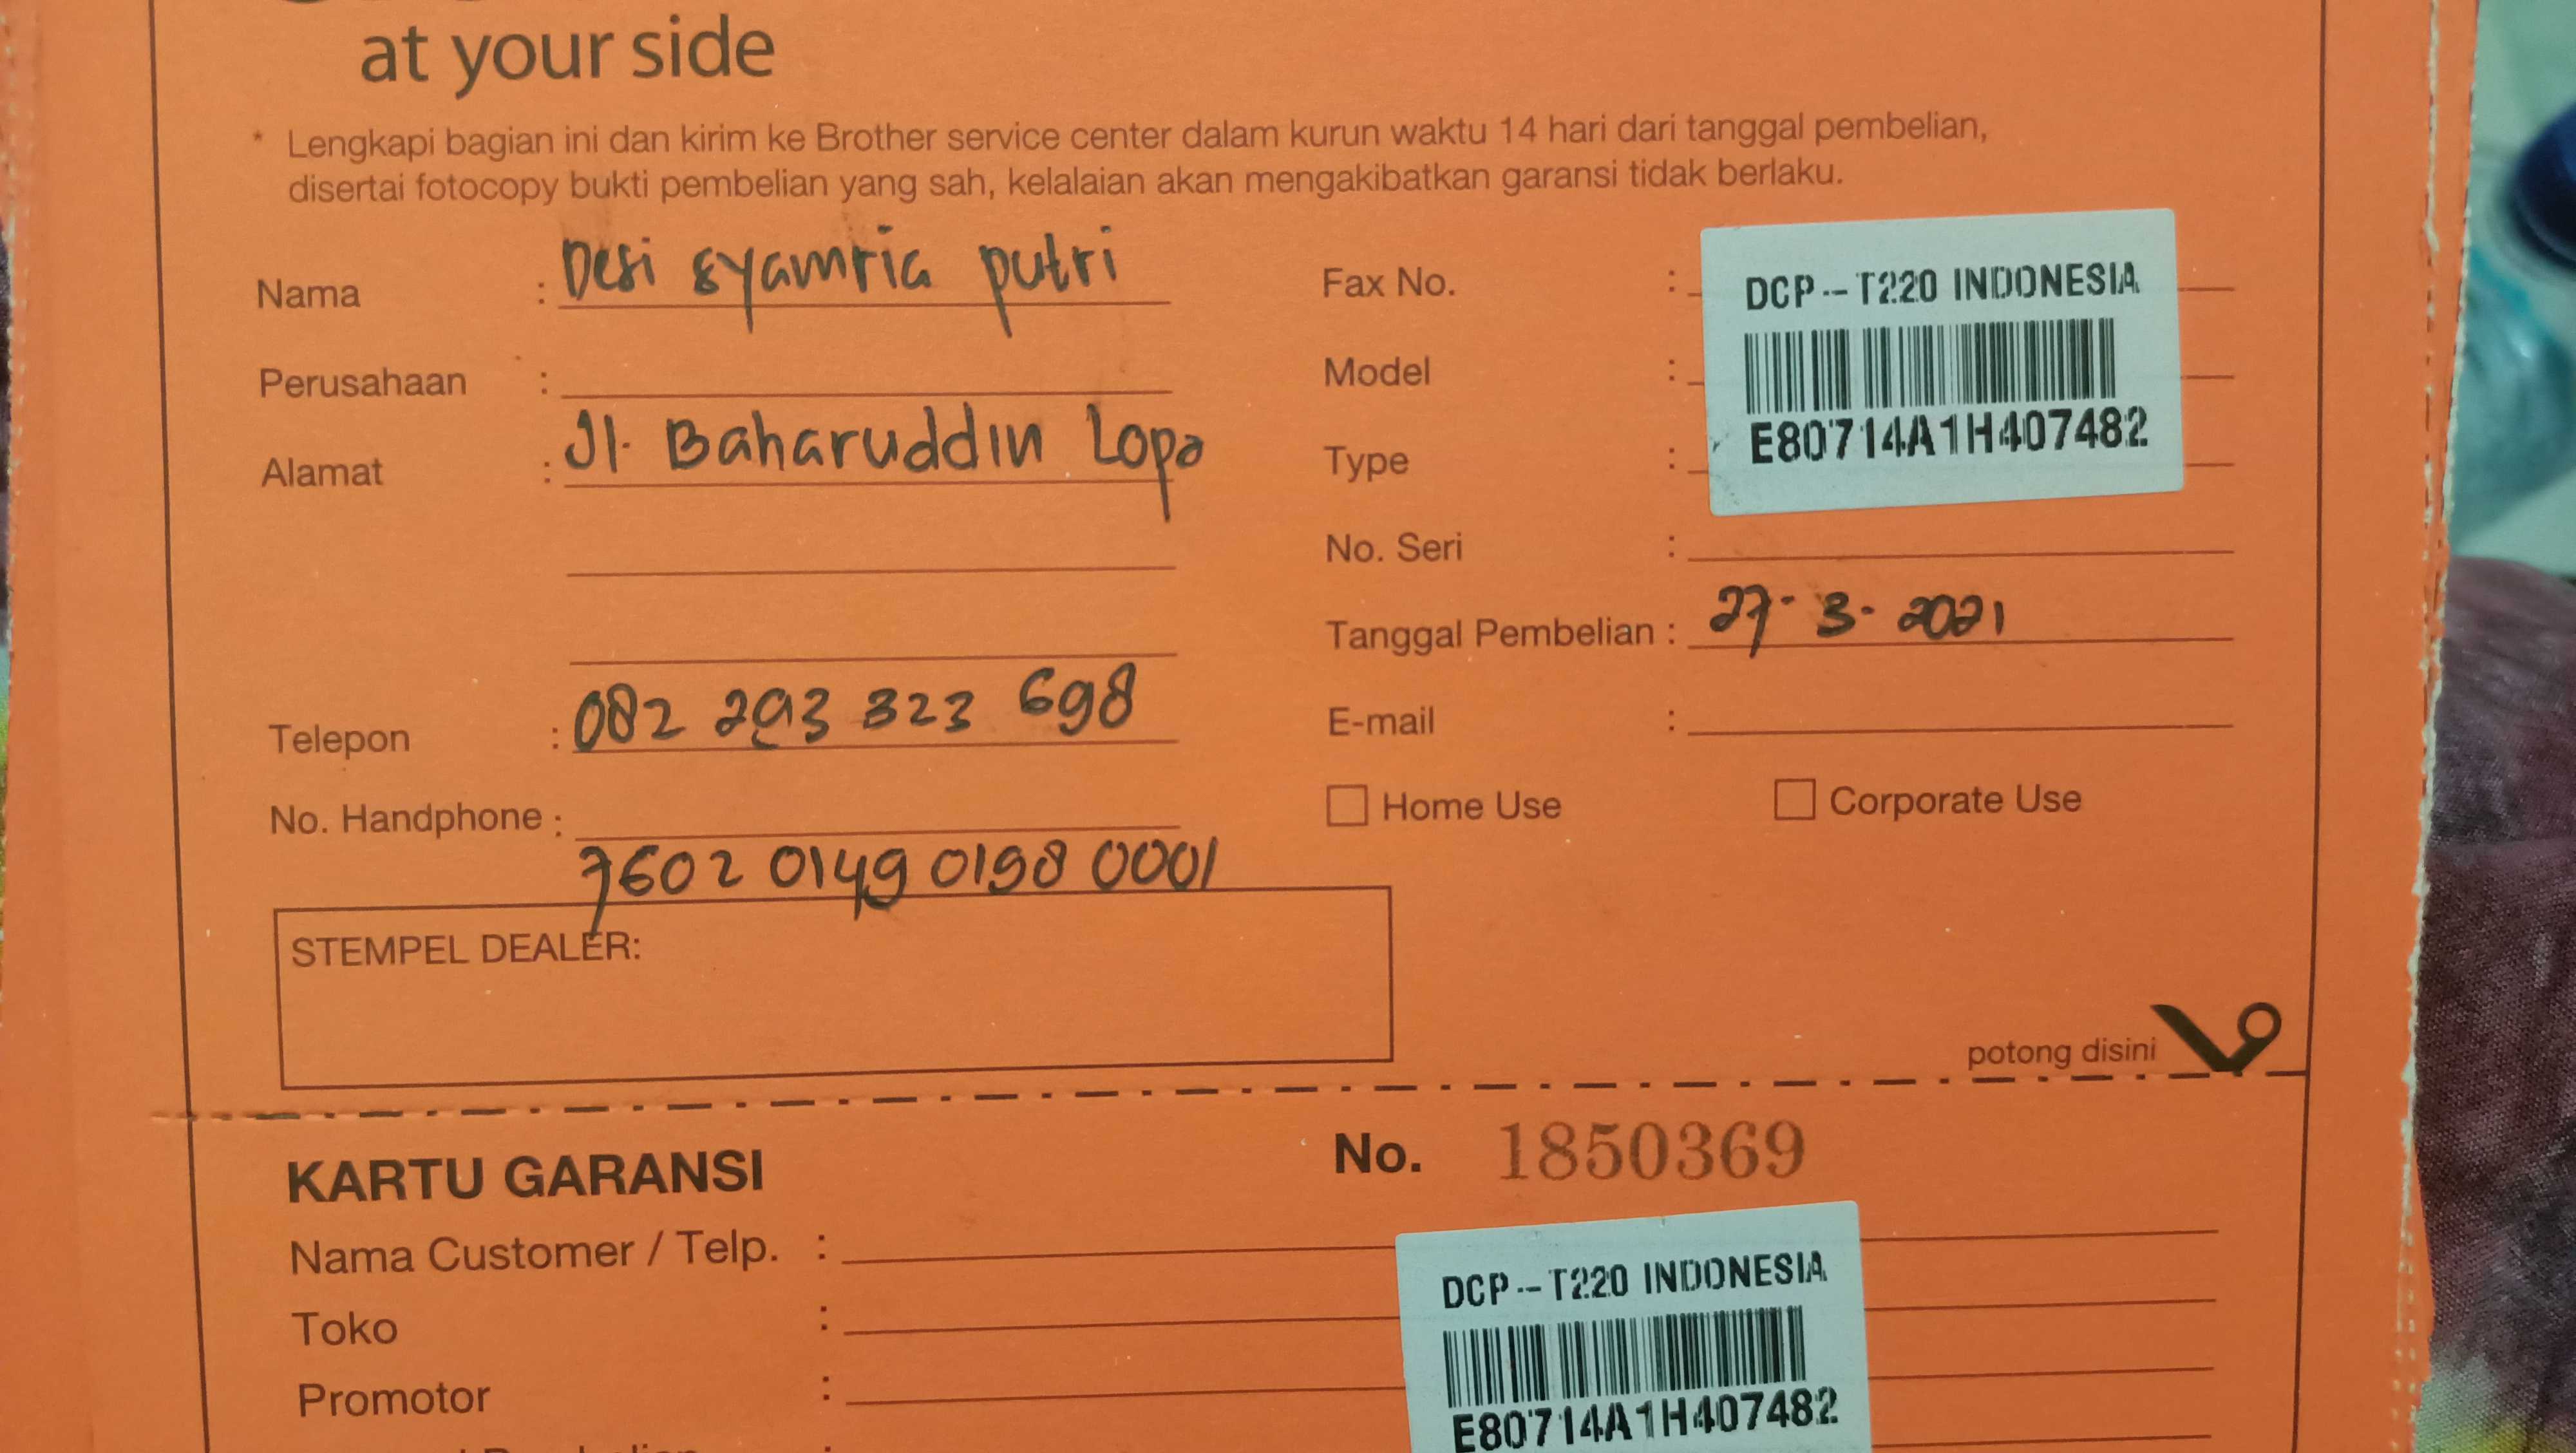 at your side
* Lengkapi bagian ini dan kirim ke Brother service center dalam kurun waktu 14 hari dari tanggal pembelian,
disertai fotocopy bukti pembelian yang sah, kelalaian akan mengakibatkan garansi tidak berlaku.
Nama : Desi syamria putri
Perusahaan :
Alamat : Jl. Baharuddin Lopa
Telepon : 082 293 323 698
No. Handphone :
7602 0149 0198 0001
Fax No. :
Model :
Type :
DCP-T220 INDONESIA
E80714A1H407482
No. Seri :
Tanggal Pembelian : 27-3-2021
E-mail :
Home Use Corporate Use
STEMPEL DEALER:
potong disini
KARTU GARANSI No. 1850369
Nama Customer / Telp. :
Toko :
Promotor :
DCP-T220 INDONESIA
E80714A1H407482